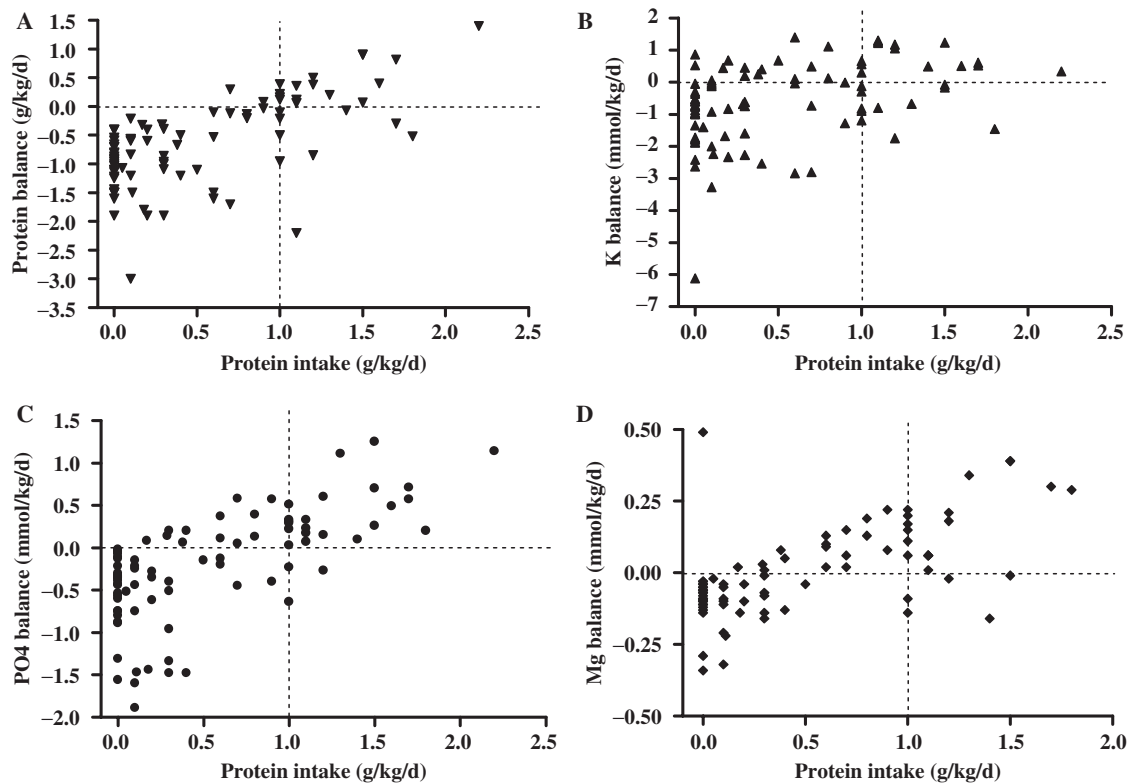 A
Protein balance (g/kg/d)
1.5
1.0
0.5
0.0
−0.5
−1.0
−1.5
−2.0
−2.5
−3.0
−3.5
0.0 0.5 1.0 1.5 2.0 2.5
Protein intake (g/kg/d)
B
K balance (mmol/kg/d)
2
1
0
−1
−2
−3
−4
−5
−6
−7
0.0 0.5 1.0 1.5 2.0 2.5
Protein intake (g/kg/d)
C
PO4 balance (mmol/kg/d)
1.5
1.0
0.5
0.0
−0.5
−1.0
−1.5
−2.0
0.0 0.5 1.0 1.5 2.0 2.5
Protein intake (g/kg/d)
D
Mg balance (mmol/kg/d)
0.50
0.25
0.00
−0.25
−0.50
0.0 0.5 1.0 1.5 2.0
Protein intake (g/kg/d)